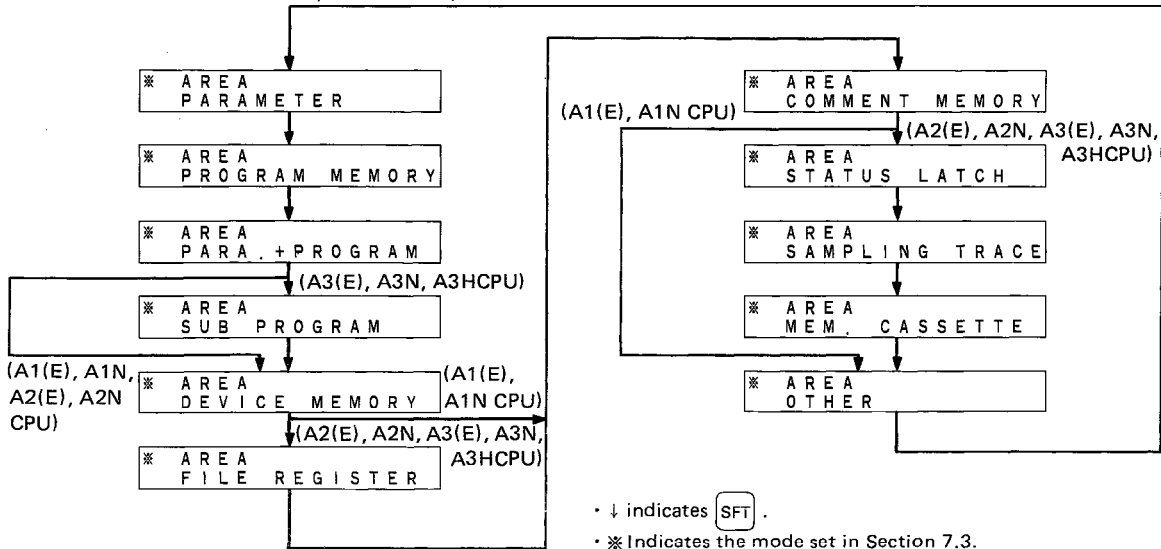 ※ AREA
PARAMETER
※ AREA
PROGRAM MEMORY
※ AREA
PARA.+PROGRAM
(A3(E), A3N, A3HCPU)
※ AREA
SUB PROGRAM
(A1(E), A1N,
A2(E), A2N
CPU)
※ AREA
DEVICE MEMORY
(A1(E),
A1N CPU)
(A2(E), A2N, A3(E), A3N,
A3HCPU)
※ AREA
FILE REGISTER
※ AREA
COMMENT MEMORY
(A1(E), A1N CPU)
(A2(E), A2N, A3(E), A3N,
A3HCPU)
※ AREA
STATUS LATCH
※ AREA
SAMPLING TRACE
※ AREA
MEM. CASSETTE
※ AREA
OTHER
· ↓ indicates SFT .
· ※ Indicates the mode set in Section 7.3.